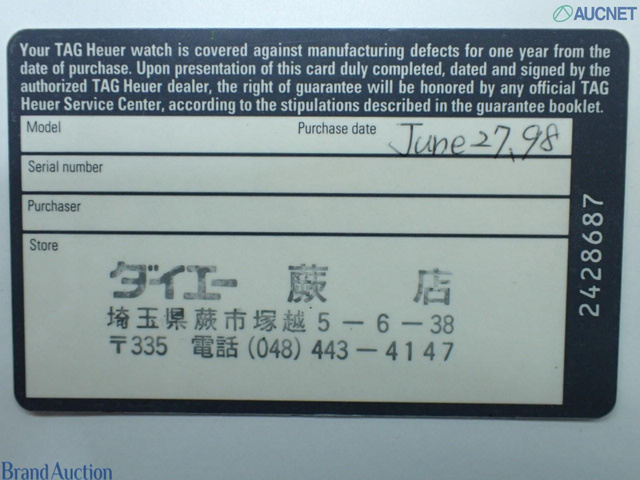 AUCNET
Your TAG Heuer watch is covered against manufacturing defects for one year from the
date of purchase. Upon presentation of this card duly completed, dated and signed by the
authorized TAG Heuer dealer, the right of guarantee will be honored by any official TAG
Heuer Service Center, according to the stipulations described in the guarantee booklet.
Model
Purchase date June 27, 98
Serial number
Purchaser
Store
ダイエー 蕨 店
埼玉県蕨市塚越 5-6-38
〒335 電話 (048) 443-4147
2428687
Brand Auction